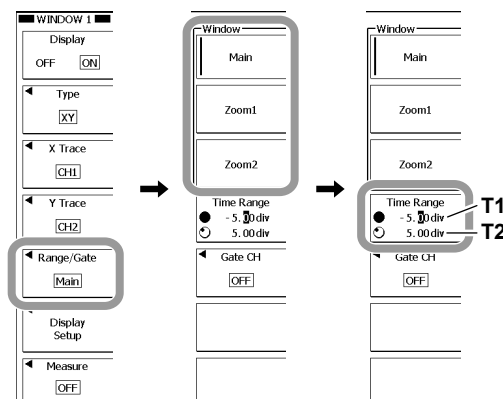 WINDOW 1
Display
OFF ON
Type
XY
X Trace
CH1
Y Trace
CH2
Range/Gate
Main
Display
Setup
Measure
OFF
Window
Main
Zoom1
Zoom2
Time Range
-5.00div
5.00div
Gate CH
OFF
Window
Main
Zoom1
Zoom2
Time Range
-5.00div T1
5.00div T2
Gate CH
OFF